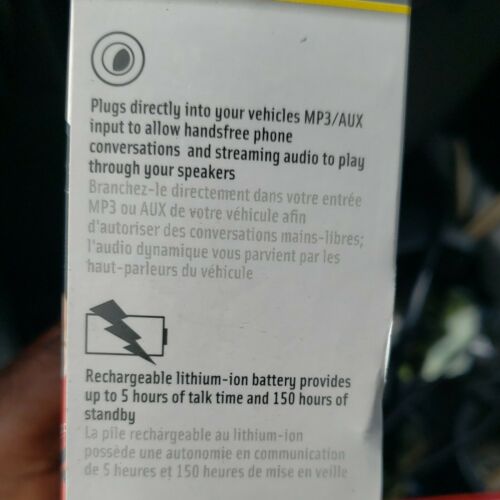 Plugs directly into your vehicles MP3/AUX
input to allow handsfree phone
conversations and streaming audio to play
through your speakers
Branchez-le directement dans votre entrée
MP3 ou AUX de votre véhicule afin
d'autoriser des conversations mains-libres;
l'audio dynamique vous parvient par les
haut-parleurs du véhicule
Rechargeable lithium-ion battery provides
up to 5 hours of talk time and 150 hours of
standby
La pile rechargeable au lithium-ion
possède une autonomie en communication
de 5 heures et 150 heures de mise en veille